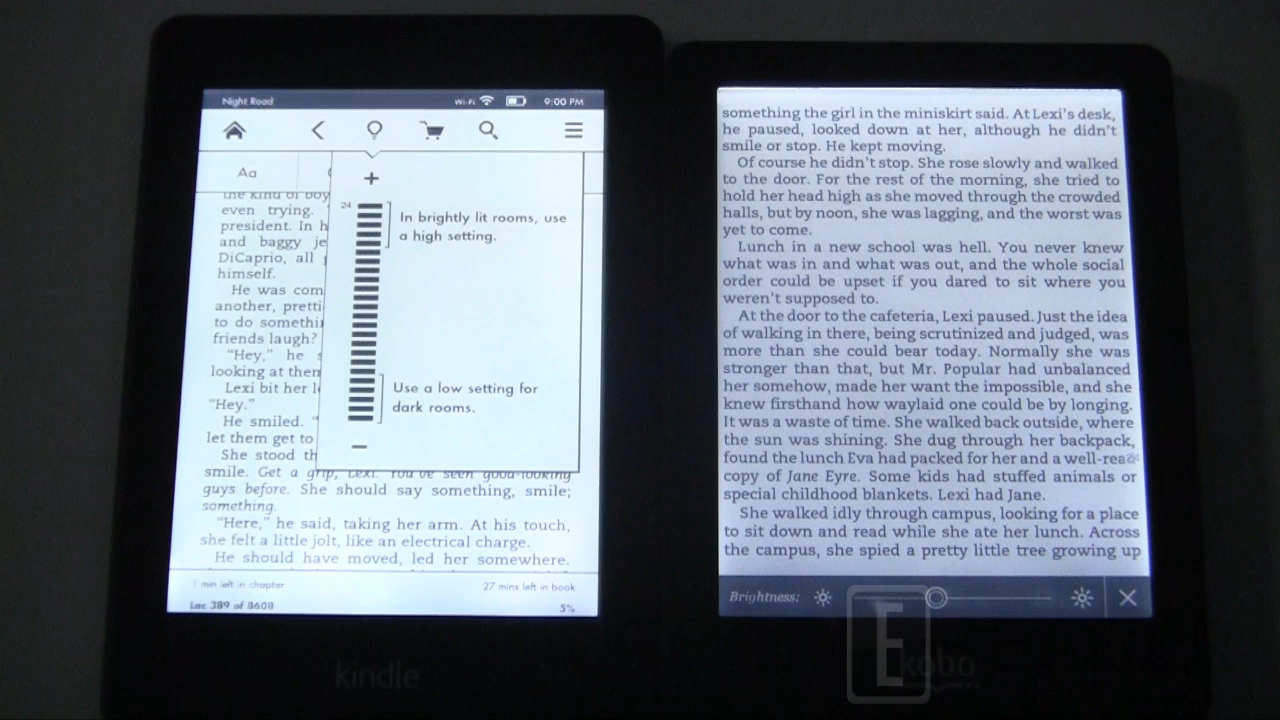 Night Road
Wi-Fi
9:00 PM
Aa
+
24
In brightly lit rooms, use
a high setting.
Use a low setting for
dark rooms.
–
the kind of boy
even trying.
president. In h
and baggy je
DiCaprio, all
himself.
He was com
another, pretti
to do somethi
friends laugh?
"Hey," he s
looking at them
Lexi bit her l
"Hey."
He smiled. "
let them get to
She stood th
smile. Get a grip, Lexi. You've seen good-looking
guys before. She should say something, smile;
something.
"Here," he said, taking her arm. At his touch,
she felt a little jolt, like an electrical charge.
He should have moved, led her somewhere.
1 min left in chapter
27 mins left in book
Loc 389 of 8608
5%
kindle
something the girl in the miniskirt said. At Lexi's desk,
he paused, looked down at her, although he didn't
smile or stop. He kept moving.
Of course he didn't stop. She rose slowly and walked
to the door. For the rest of the morning, she tried to
hold her head high as she moved through the crowded
halls, but by noon, she was lagging, and the worst was
yet to come.
Lunch in a new school was hell. You never knew
what was in and what was out, and the whole social
order could be upset if you dared to sit where you
weren't supposed to.
At the door to the cafeteria, Lexi paused. Just the idea
of walking in there, being scrutinized and judged, was
more than she could bear today. Normally she was
stronger than that, but Mr. Popular had unbalanced
her somehow, made her want the impossible, and she
knew firsthand how waylaid one could be by longing.
It was a waste of time. She walked back outside, where
the sun was shining. She dug through her backpack,
found the lunch Eva had packed for her and a well-read
copy of Jane Eyre. Some kids had stuffed animals or
special childhood blankets. Lexi had Jane.
She walked idly through campus, looking for a place
to sit down and read while she ate her lunch. Across
the campus, she spied a pretty little tree growing up
Brightness:
E
kobo